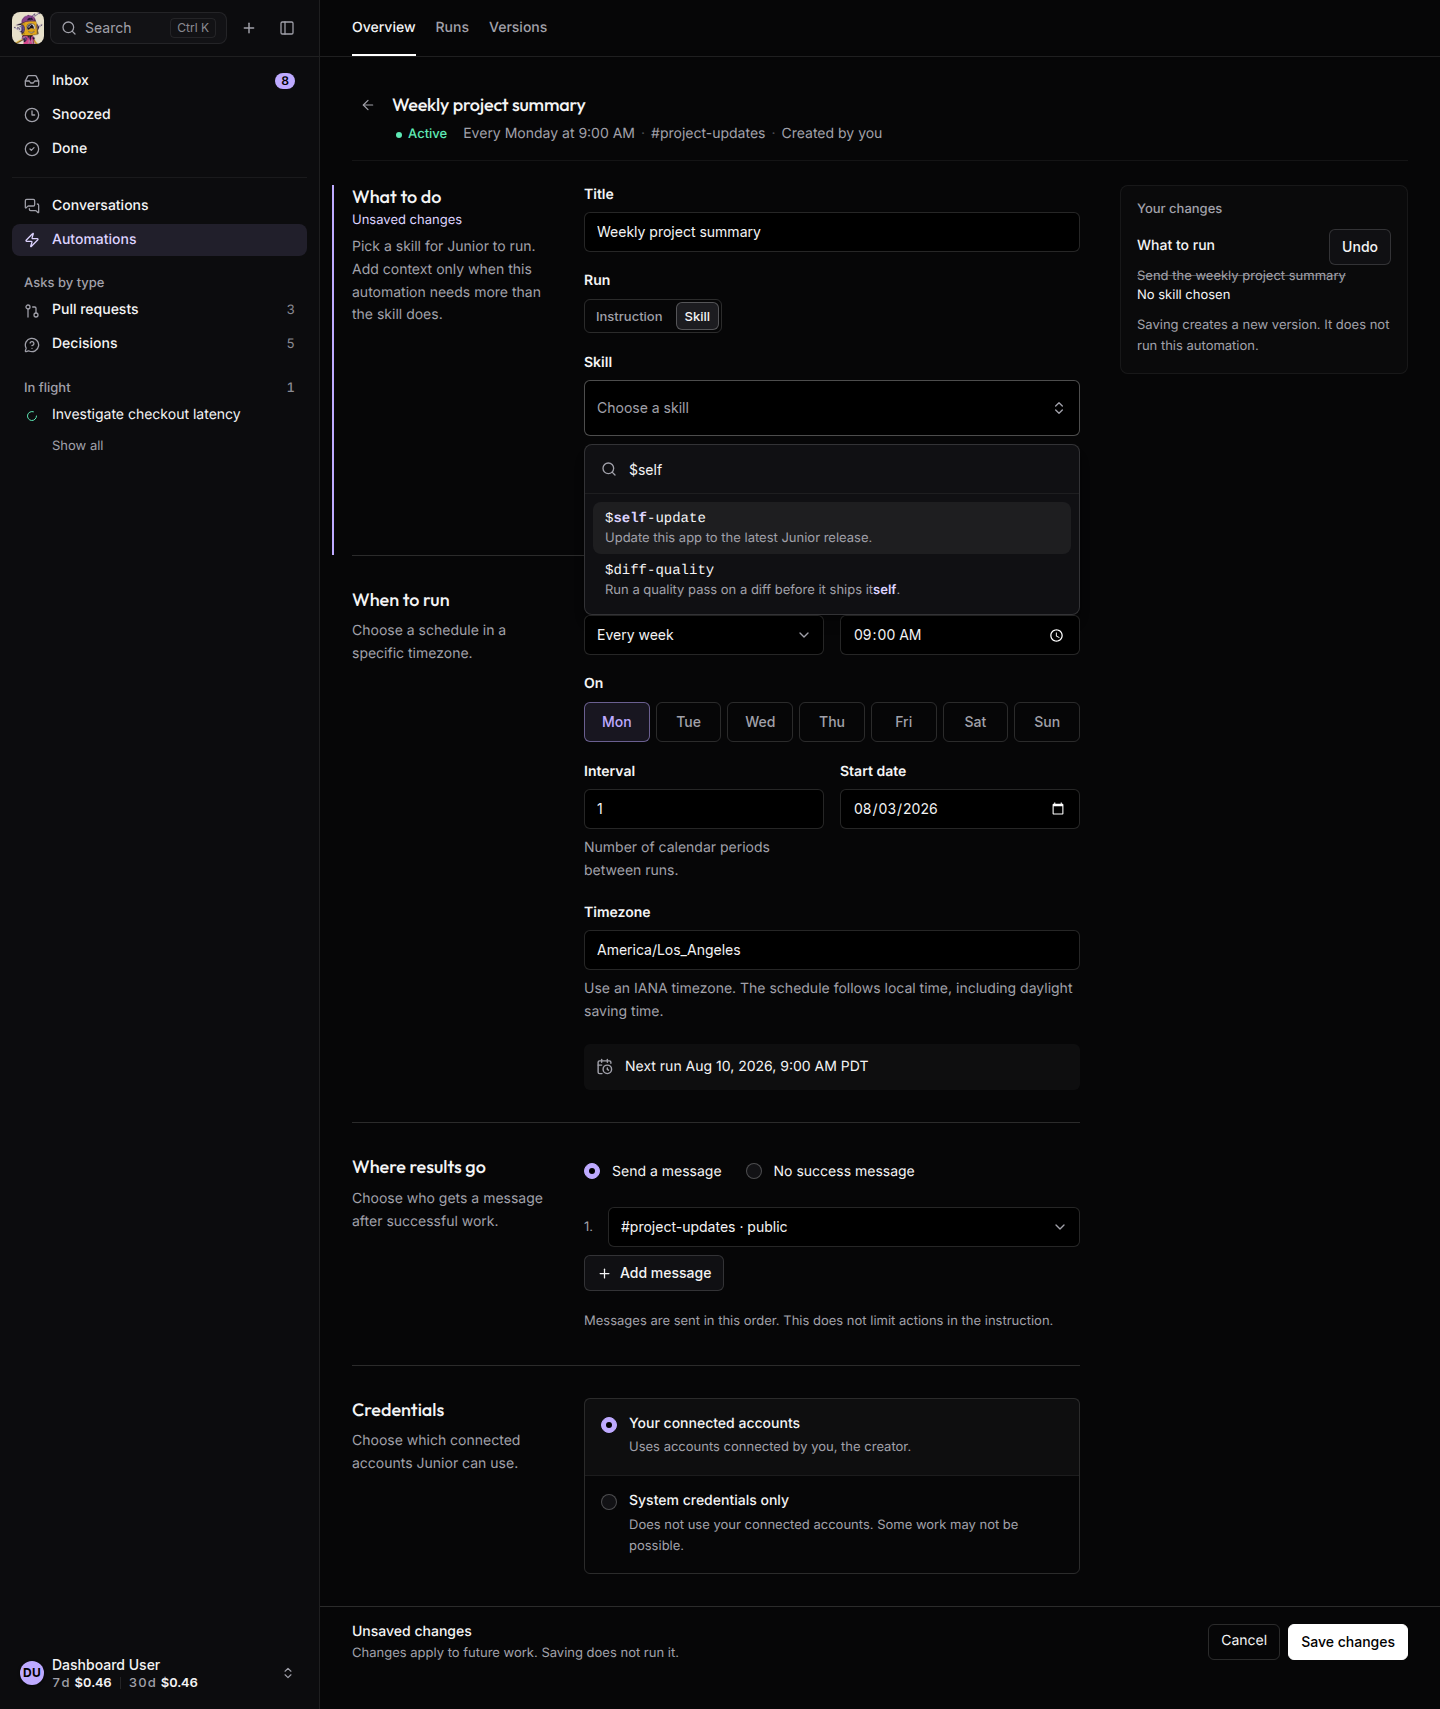 Search
Ctrl K
Inbox
8
Snoozed
Done
Conversations
Automations
Asks by type
Pull requests
3
Decisions
5
In flight
1
Investigate checkout latency
Show all
DU
Dashboard User
7d $0.46 30d $0.46
Overview
Runs
Versions
Weekly project summary
Active
Every Monday at 9:00 AM · #project-updates · Created by you
What to do
Unsaved changes
Pick a skill for Junior to run.
Add context only when this
automation needs more than
the skill does.
Title
Weekly project summary
Run
Instruction
Skill
Skill
Choose a skill
$self
$self-update
Update this app to the latest Junior release.
$diff-quality
Run a quality pass on a diff before it ships itself.
Your changes
What to run
Undo
Send the weekly project summary
No skill chosen
Saving creates a new version. It does not
run this automation.
When to run
Choose a schedule in a
specific timezone.
Every week
09:00 AM
On
Mon
Tue
Wed
Thu
Fri
Sat
Sun
Interval
Start date
1
08/03/2026
Number of calendar periods
between runs.
Timezone
America/Los_Angeles
Use an IANA timezone. The schedule follows local time, including daylight
saving time.
Next run Aug 10, 2026, 9:00 AM PDT
Where results go
Choose who gets a message
after successful work.
Send a message
No success message
1.
#project-updates · public
Add message
Messages are sent in this order. This does not limit actions in the instruction.
Credentials
Choose which connected
accounts Junior can use.
Your connected accounts
Uses accounts connected by you, the creator.
System credentials only
Does not use your connected accounts. Some work may not be
possible.
Unsaved changes
Changes apply to future work. Saving does not run it.
Cancel
Save changes